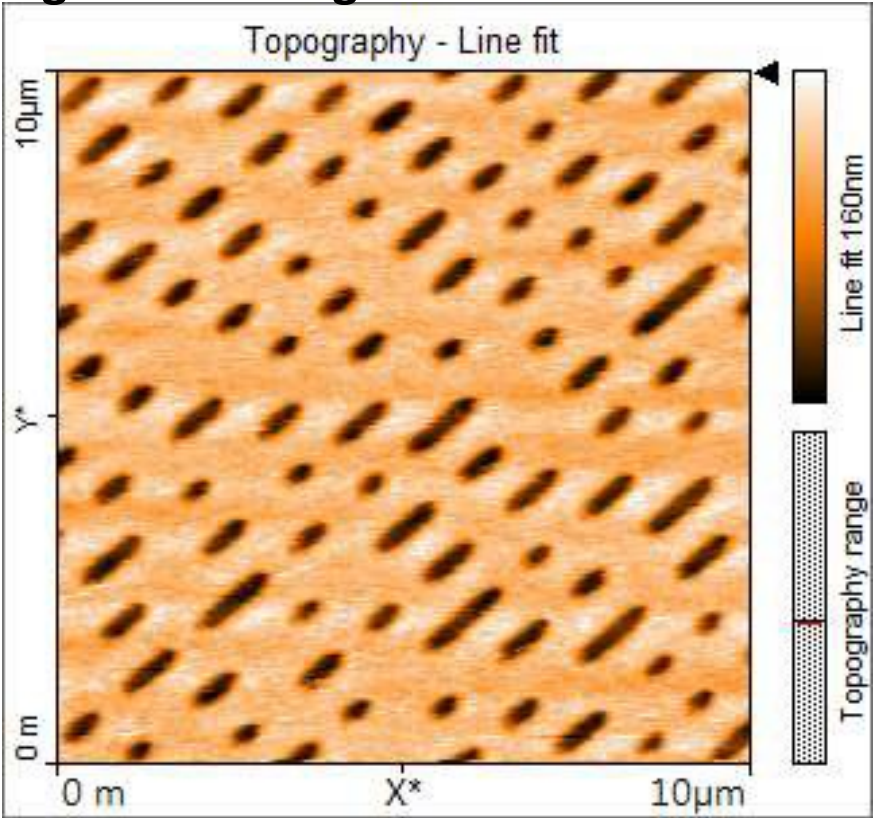 Topography - Line fit
10µm
Y*
0 m
0 m
X*
10µm
Line fit 160nm
Topography range